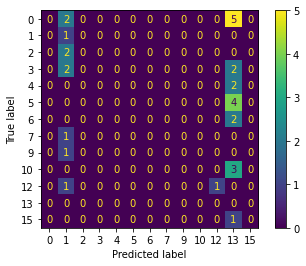 0 0 2 0 0 0 0 0 0 0 0 0 5 0
1 0 1 0 0 0 0 0 0 0 0 0 0 0
2 0 2 0 0 0 0 0 0 0 0 0 0 0
3 0 2 0 0 0 0 0 0 0 0 0 2 0
4 0 0 0 0 0 0 0 0 0 0 0 2 0
5 0 0 0 0 0 0 0 0 0 0 0 4 0
6 0 0 0 0 0 0 0 0 0 0 0 2 0
7 0 1 0 0 0 0 0 0 0 0 0 0 0
9 0 1 0 0 0 0 0 0 0 0 0 0 0
10 0 0 0 0 0 0 0 0 0 0 0 3 0
12 0 1 0 0 0 0 0 0 0 0 1 0 0
13 0 0 0 0 0 0 0 0 0 0 0 0 0
15 0 0 0 0 0 0 0 0 0 0 0 1 0
0 1 2 3 4 5 6 7 9 10 12 13 15
Predicted label
True label
5
4
3
2
1
0